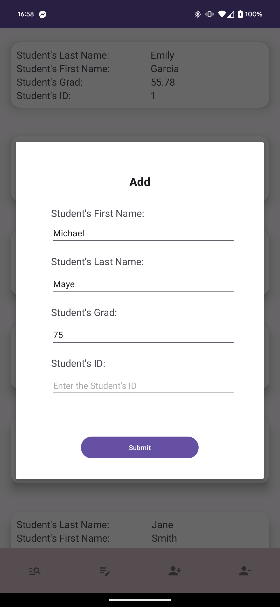 16:58
100%
Student's Last Name: Emily
Student's First Name: Garcia
Student's Grad: 55.78
Student's ID: 1
Add
Student's First Name:
Michael
Student's Last Name:
Maye
Student's Grad:
75
Student's ID:
Enter the Student's ID
Submit
Student's Last Name: Jane
Student's First Name: Smith